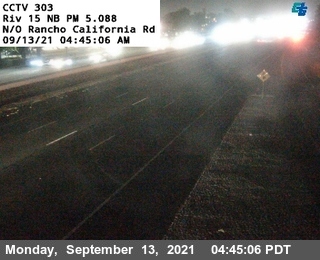 CCTV 303
Riv 15 NB PM 5.088
N/O Rancho California Rd
09/13/21 04:45:06 AM
Monday, September 13, 2021 04:45:06 PDT